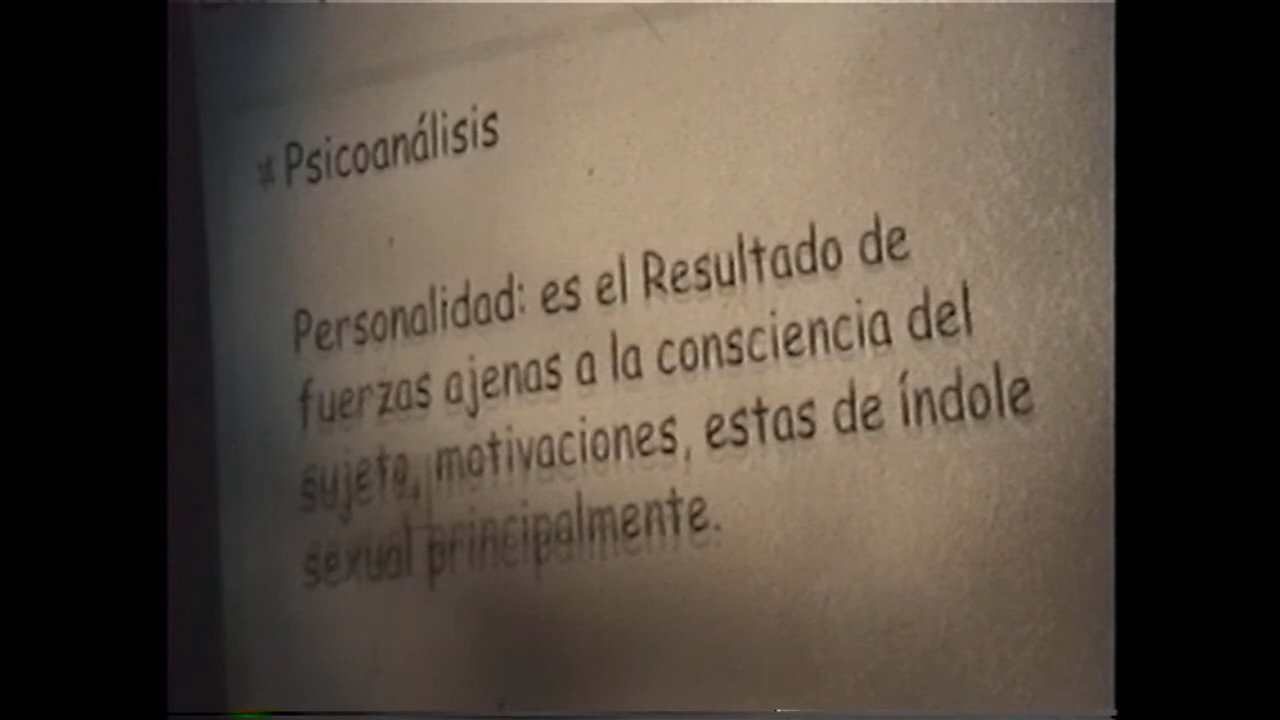 * Psicoanálisis
Personalidad: es el Resultado de
fuerzas ajenas a la consciencia del
sujeto, motivaciones, estas de índole
sexual principalmente.